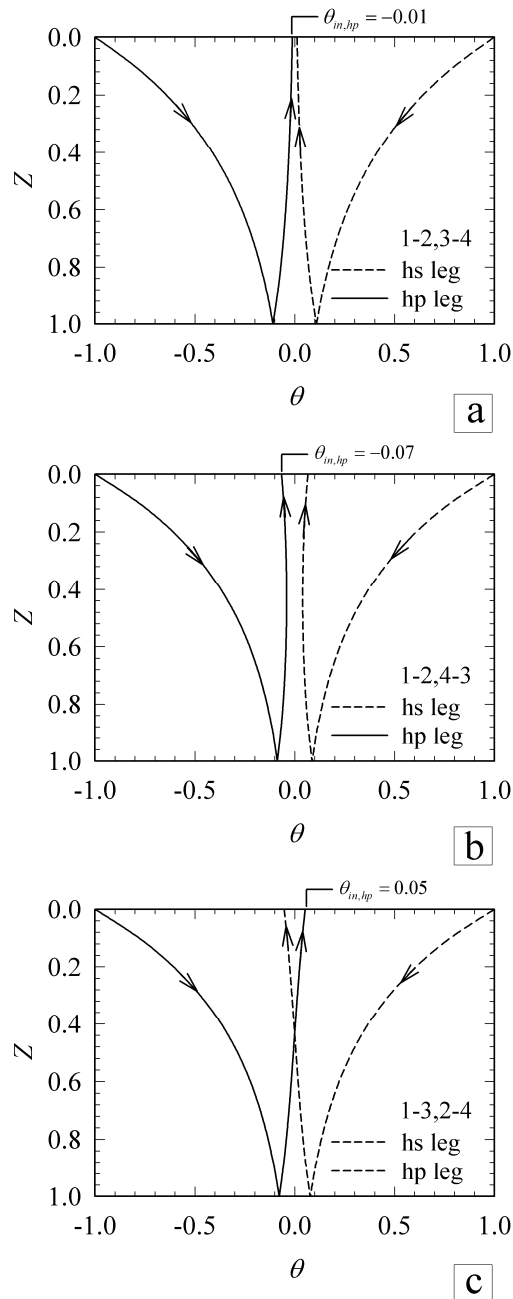 θin,hp = −0.01
0.0
0.2
0.4
Z
0.6
0.8
1.0
1-2,3-4
hs leg
hp leg
-1.0 -0.5 0.0 0.5 1.0
θ
a
θin,hp = −0.07
0.0
0.2
0.4
Z
0.6
0.8
1.0
1-2,4-3
hs leg
hp leg
-1.0 -0.5 0.0 0.5 1.0
θ
b
θin,hp = 0.05
0.0
0.2
0.4
Z
0.6
0.8
1.0
1-3,2-4
hs leg
hp leg
-1.0 -0.5 0.0 0.5 1.0
θ
c